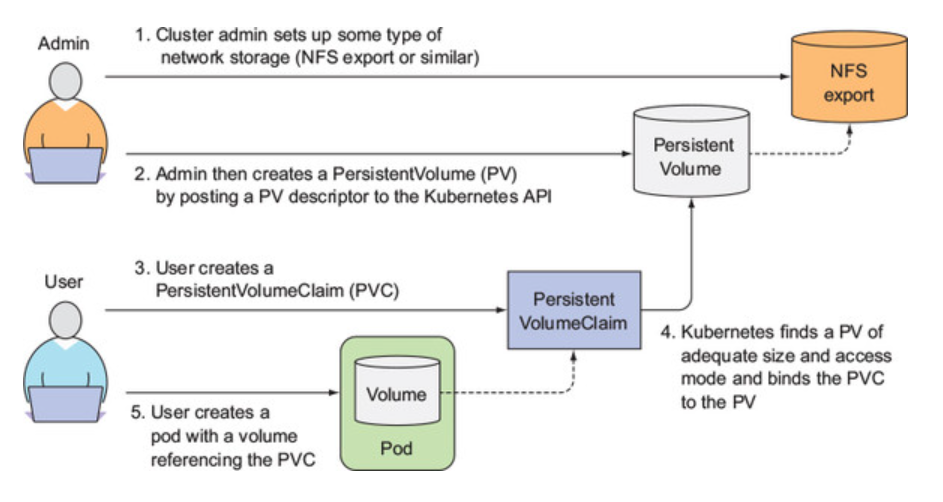 Admin
1. Cluster admin sets up some type of
network storage (NFS export or similar)
NFS
export
Persistent
Volume
2. Admin then creates a PersistentVolume (PV)
by posting a PV descriptor to the Kubernetes API
User
3. User creates a
PersistentVolumeClaim (PVC)
Persistent
VolumeClaim
4. Kubernetes finds a PV of
adequate size and access
mode and binds the PVC
to the PV
Volume
Pod
5. User creates a
pod with a volume
referencing the PVC